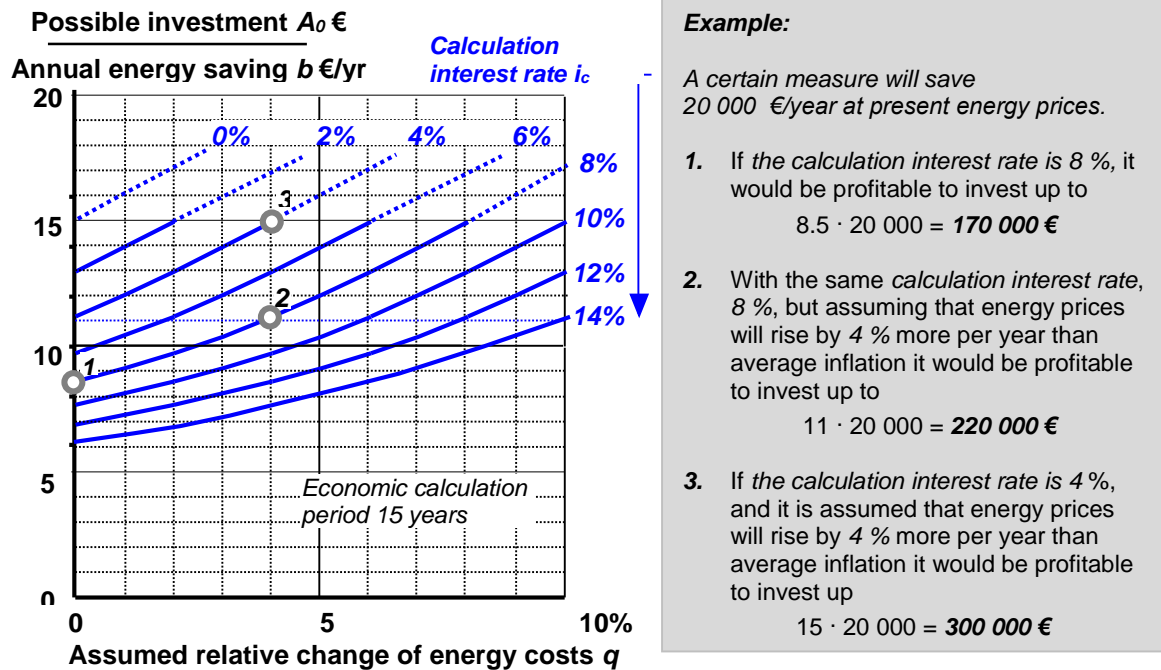 Possible investment A0 €
Annual energy saving b €/yr
Calculation
interest rate ic
20
15
10
5
0
0%
2%
4%
6%
8%
10%
12%
14%
1
2
3
Economic calculation
period 15 years
0
5
10%
Assumed relative change of energy costs q
Example:
A certain measure will save
20 000 €/year at present energy prices.
1. If the calculation interest rate is 8 %, it
would be profitable to invest up to
8.5 · 20 000 = 170 000 €
2. With the same calculation interest rate,
8 %, but assuming that energy prices
will rise by 4 % more per year than
average inflation it would be profitable
to invest up to
11 · 20 000 = 220 000 €
3. If the calculation interest rate is 4 %,
and it is assumed that energy prices
will rise by 4 % more per year than
average inflation it would be profitable
to invest up
15 · 20 000 = 300 000 €